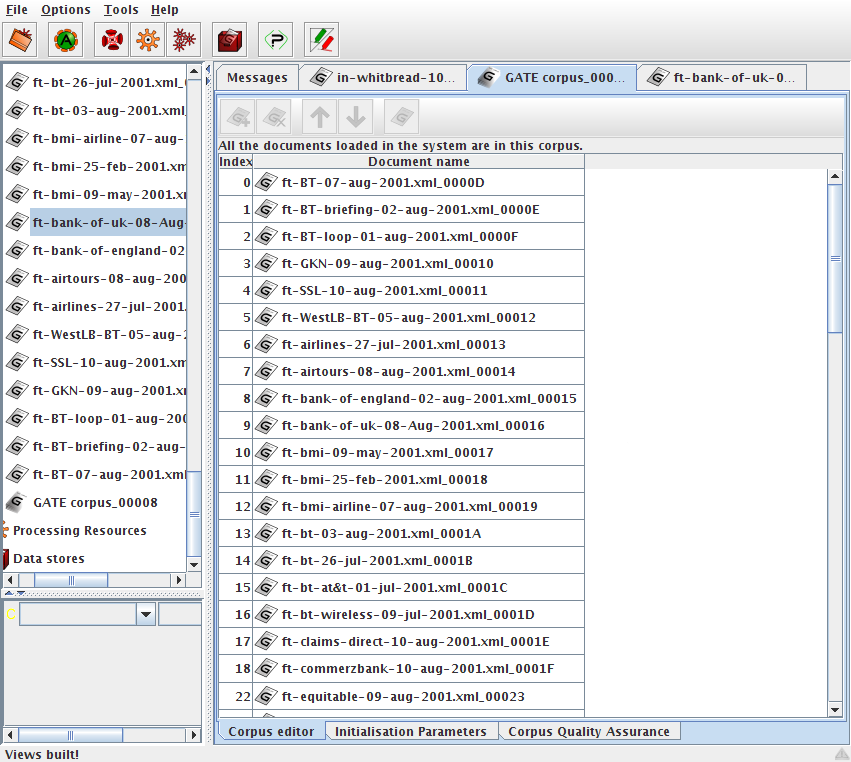 File Options Tools Help
ft-bt-26-jul-2001.xml_
ft-bt-03-aug-2001.xml
ft-bmi-airline-07-aug-
ft-bmi-25-feb-2001.xm
ft-bmi-09-may-2001.x
ft-bank-of-uk-08-Aug-
ft-bank-of-england-02
ft-airtours-08-aug-200
ft-airlines-27-jul-2001.
ft-WestLB-BT-05-aug-
ft-SSL-10-aug-2001.xm
ft-GKN-09-aug-2001.x
ft-BT-loop-01-aug-200
ft-BT-briefing-02-aug-
ft-BT-07-aug-2001.xml
GATE corpus_00008
Processing Resources
Data stores
Messages in-whitbread-10... GATE corpus_000... ft-bank-of-uk-0...
All the documents loaded in the system are in this corpus.
Index Document name
0 ft-BT-07-aug-2001.xml_0000D
1 ft-BT-briefing-02-aug-2001.xml_0000E
2 ft-BT-loop-01-aug-2001.xml_0000F
3 ft-GKN-09-aug-2001.xml_00010
4 ft-SSL-10-aug-2001.xml_00011
5 ft-WestLB-BT-05-aug-2001.xml_00012
6 ft-airlines-27-jul-2001.xml_00013
7 ft-airtours-08-aug-2001.xml_00014
8 ft-bank-of-england-02-aug-2001.xml_00015
9 ft-bank-of-uk-08-Aug-2001.xml_00016
10 ft-bmi-09-may-2001.xml_00017
11 ft-bmi-25-feb-2001.xml_00018
12 ft-bmi-airline-07-aug-2001.xml_00019
13 ft-bt-03-aug-2001.xml_0001A
14 ft-bt-26-jul-2001.xml_0001B
15 ft-bt-at&t-01-jul-2001.xml_0001C
16 ft-bt-wireless-09-jul-2001.xml_0001D
17 ft-claims-direct-10-aug-2001.xml_0001E
18 ft-commerzbank-10-aug-2001.xml_0001F
22 ft-equitable-09-aug-2001.xml_00023
Corpus editor Initialisation Parameters Corpus Quality Assurance
Views built!